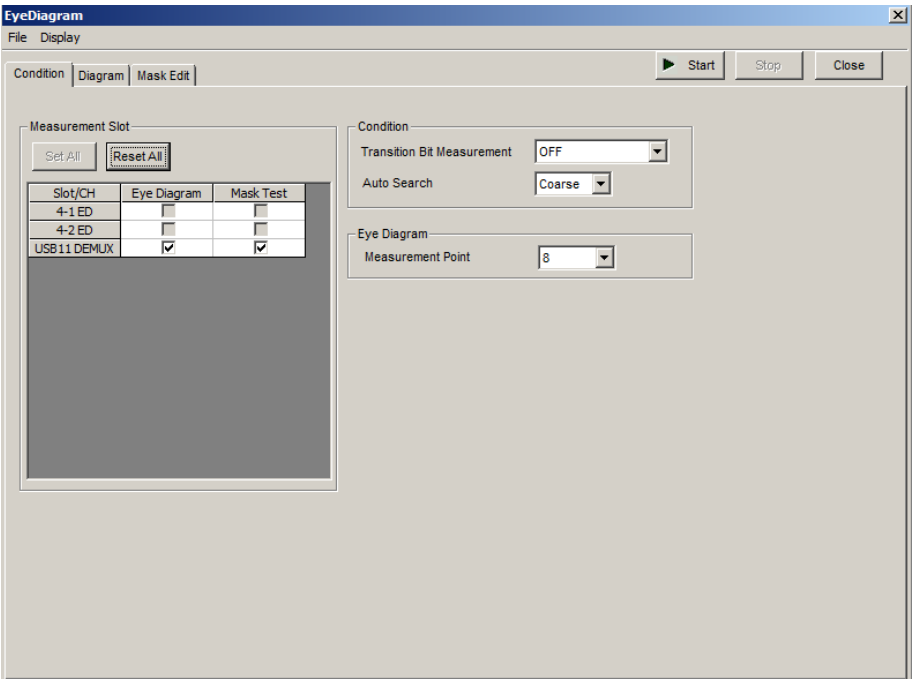 EyeDiagram
File Display
Start Stop Close
Condition Diagram Mask Edit
Measurement Slot
Set All Reset All
Slot/CH Eye Diagram Mask Test
4-1 ED
4-2 ED
USB11 DEMUX
Condition
Transition Bit Measurement OFF
Auto Search Coarse
Eye Diagram
Measurement Point 8